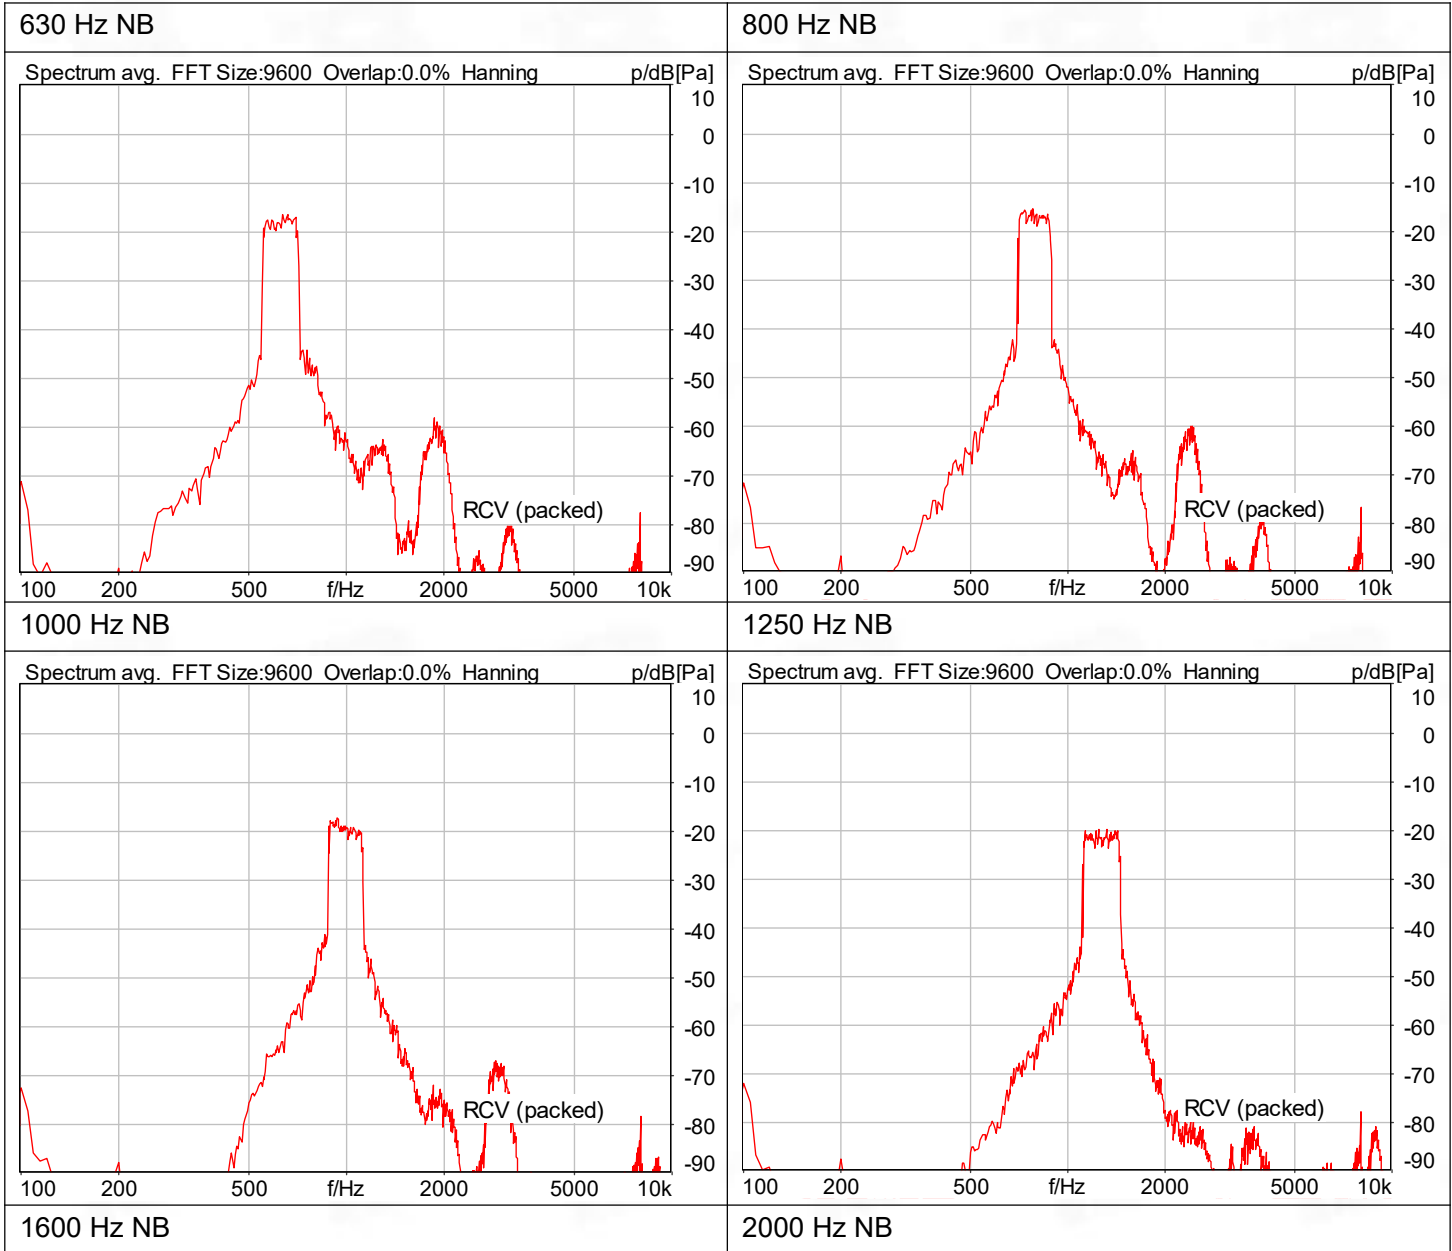 630 Hz NB
800 Hz NB
Spectrum avg. FFT Size:9600 Overlap:0.0% Hanning p/dB[Pa]
10
0
-10
-20
-30
-40
-50
-60
-70
-80
-90
RCV (packed)
100 200 500 f/Hz 2000 5000 10k
Spectrum avg. FFT Size:9600 Overlap:0.0% Hanning p/dB[Pa]
10
0
-10
-20
-30
-40
-50
-60
-70
-80
-90
RCV (packed)
100 200 500 f/Hz 2000 5000 10k
1000 Hz NB
1250 Hz NB
Spectrum avg. FFT Size:9600 Overlap:0.0% Hanning p/dB[Pa]
10
0
-10
-20
-30
-40
-50
-60
-70
-80
-90
RCV (packed)
100 200 500 f/Hz 2000 5000 10k
Spectrum avg. FFT Size:9600 Overlap:0.0% Hanning p/dB[Pa]
10
0
-10
-20
-30
-40
-50
-60
-70
-80
-90
RCV (packed)
100 200 500 f/Hz 2000 5000 10k
1600 Hz NB
2000 Hz NB